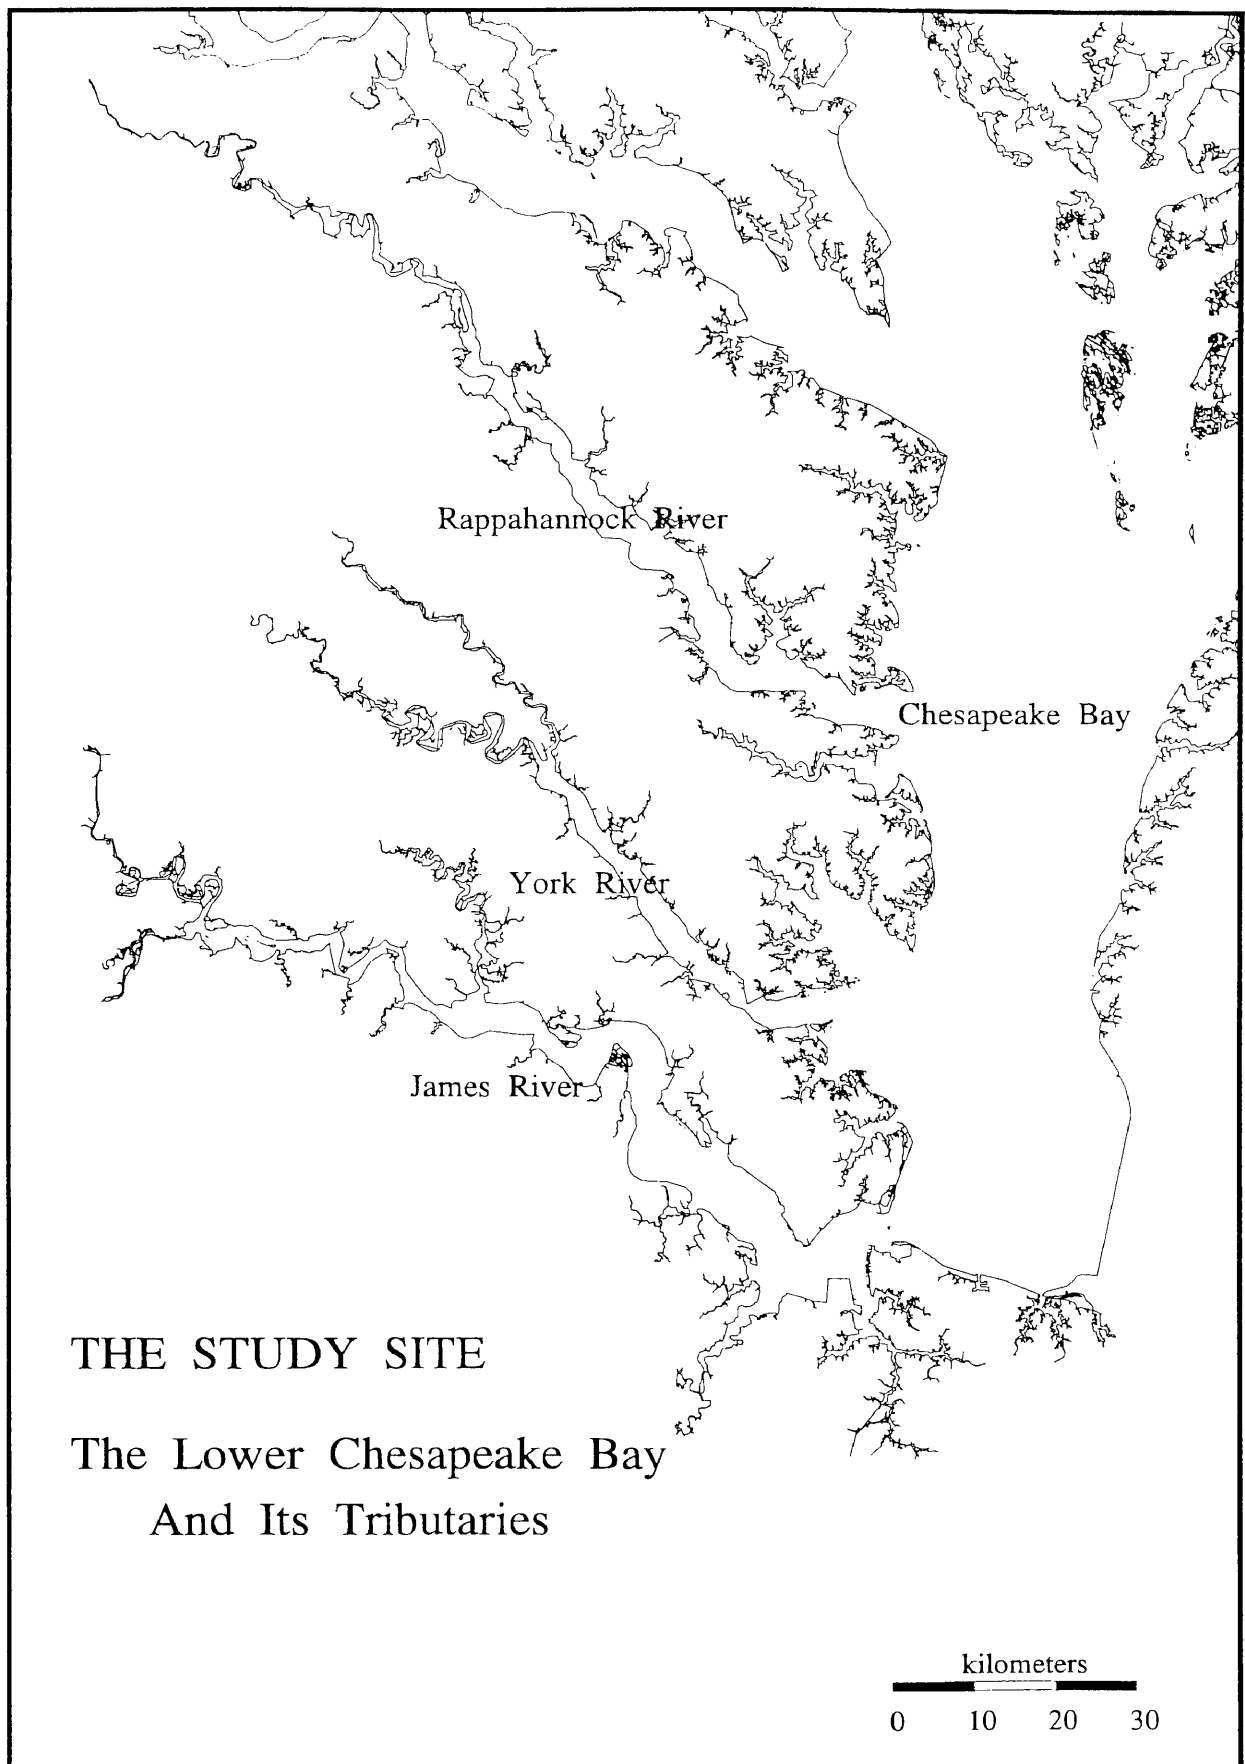 Rappahannock River
Chesapeake Bay
York River
James River
THE STUDY SITE
The Lower Chesapeake Bay
And Its Tributaries
kilometers
0 10 20 30